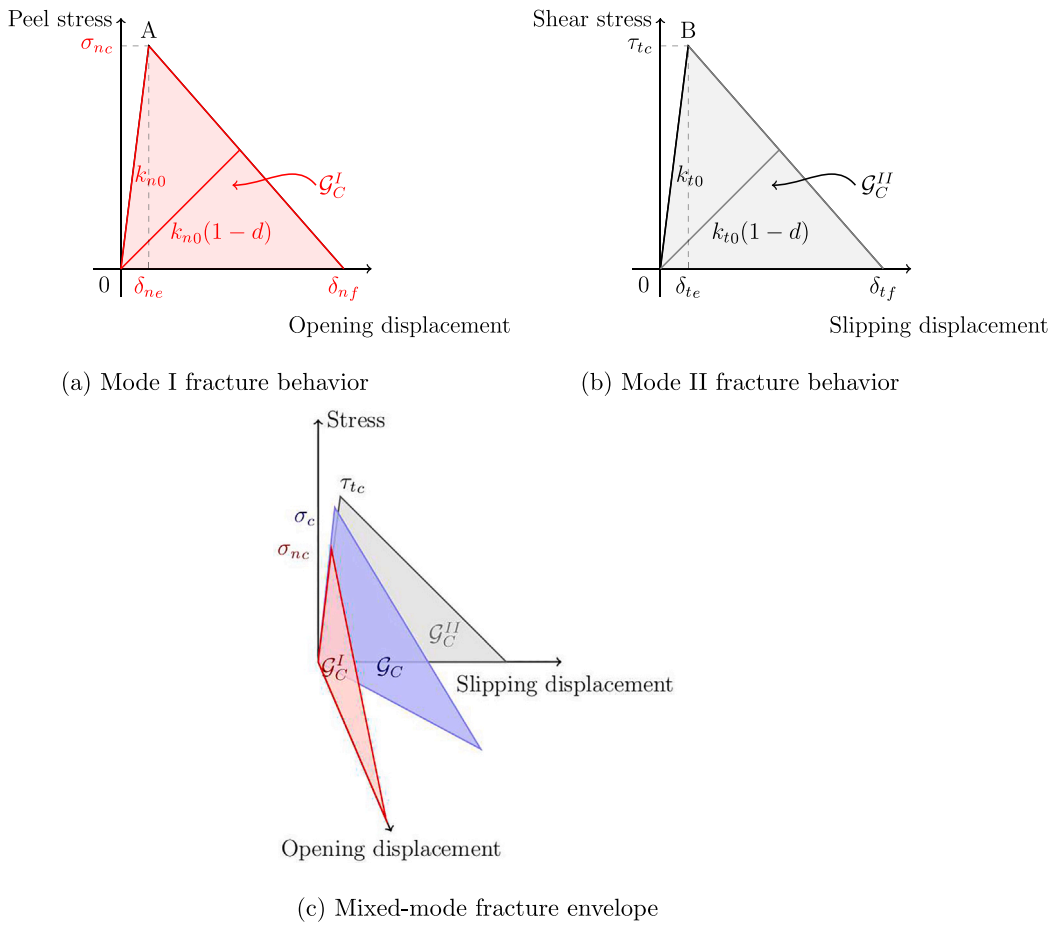 Peel stress A
σ_nc
k_n0
G_C^I
k_n0(1 − d)
0 δ_ne δ_nf
Opening displacement
(a) Mode I fracture behavior
Shear stress B
τ_tc
k_t0
G_C^II
k_t0(1 − d)
0 δ_te δ_tf
Slipping displacement
(b) Mode II fracture behavior
Stress
τ_tc
σ_c
σ_nc
G_C^II
G_C^I G_C
Slipping displacement
Opening displacement
(c) Mixed-mode fracture envelope